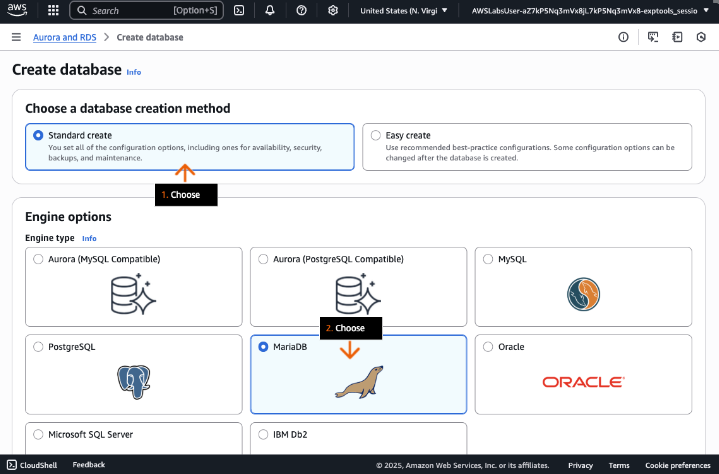 aws
Search [Option+S]
United States (N. Virgi
AWSLabsUser-aZ7kP5Nq3mVx8jL7kP5Nq3mVx8-exptools_sessio
Aurora and RDS > Create database
Create database Info
Choose a database creation method
Standard create
You set all of the configuration options, including ones for availability, security,
backups, and maintenance.
Easy create
Use recommended best-practice configurations. Some configuration options can be
changed after the database is created.
1. Choose
Engine options
Engine type Info
Aurora (MySQL Compatible)
Aurora (PostgreSQL Compatible)
MySQL
2. Choose
PostgreSQL
MariaDB
Oracle
ORACLE
Microsoft SQL Server
IBM Db2
CloudShell
Feedback
© 2025, Amazon Web Services, Inc. or its affiliates.
Privacy
Terms
Cookie preferences